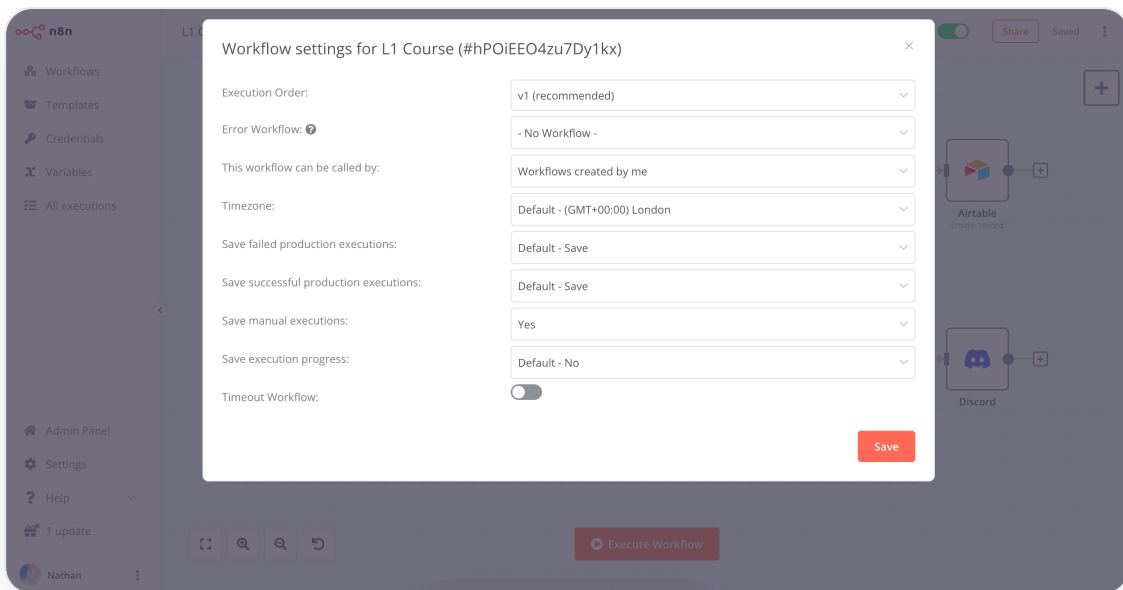 n8n
L1 C
Share
Saved
Workflows
Templates
Credentials
Variables
All executions
Workflow settings for L1 Course (#hPOiEEO4zu7Dy1kx)
Execution Order:
v1 (recommended)
Error Workflow:
- No Workflow -
This workflow can be called by:
Workflows created by me
Timezone:
Default - (GMT+00:00) London
Save failed production executions:
Default - Save
Save successful production executions:
Default - Save
Save manual executions:
Yes
Save execution progress:
Default - No
Timeout Workflow:
Save
Airtable
create: record
Discord
Admin Panel
Settings
Help
1 update
Nathan
Execute Workflow